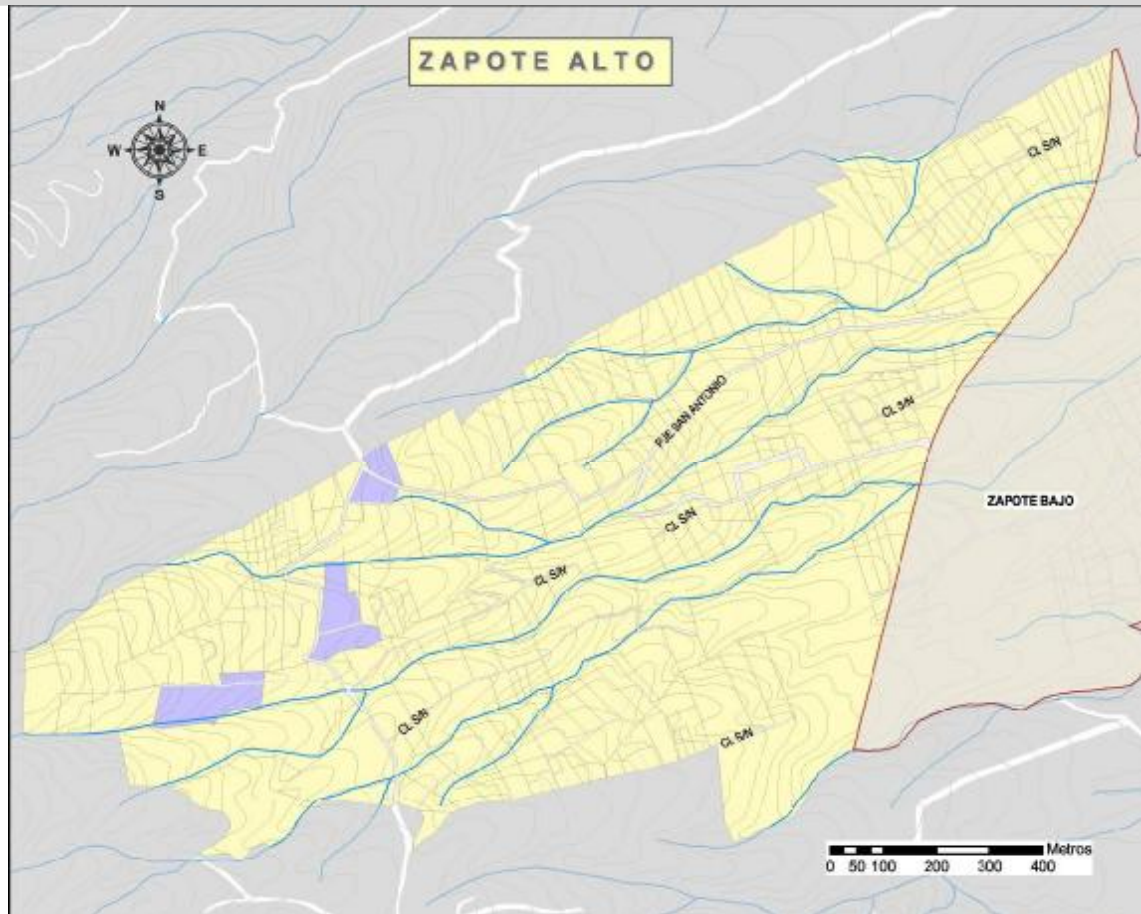 ZAPOTE ALTO
N
W E
S
CL S/N
PJE SAN ANTONIO
CL S/N
ZAPOTE BAJO
CL S/N
CL S/N
CL S/N
CL S/N
Metros
0 50 100 200 300 400